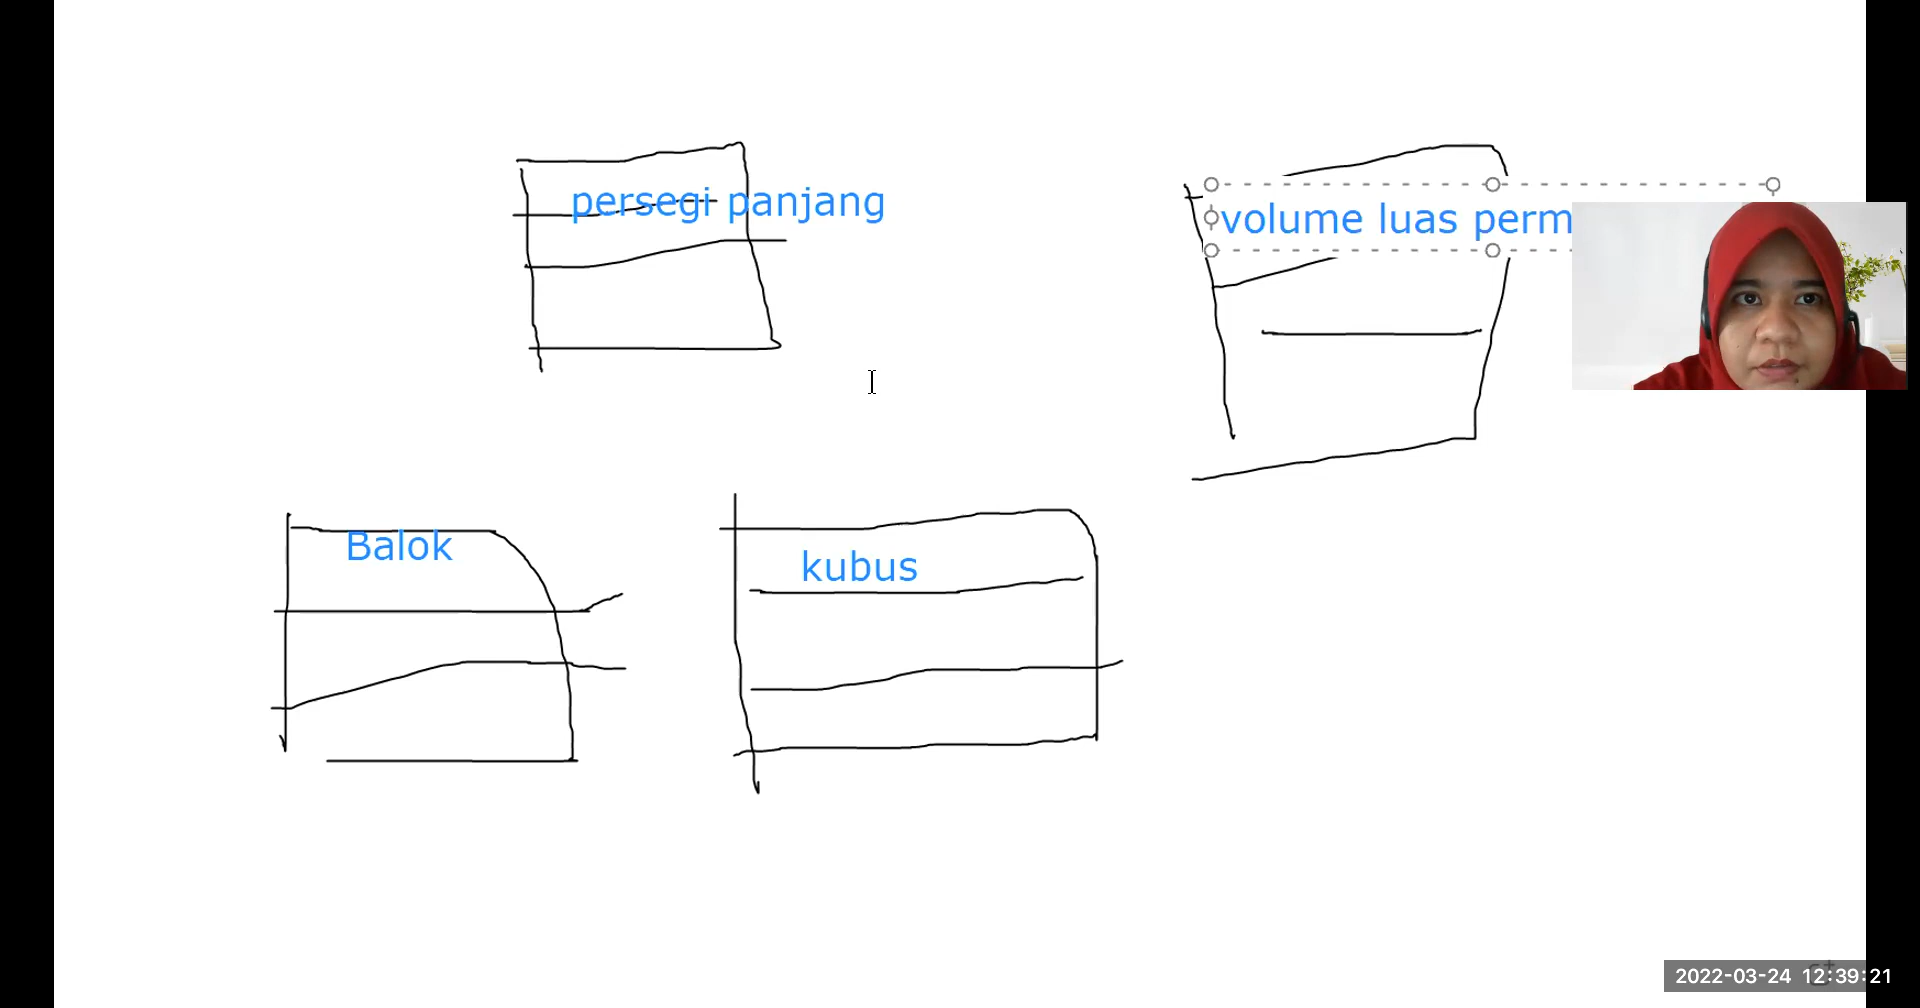 persegi panjang
volume luas perm
Balok
kubus
2022-03-24 12:39:21